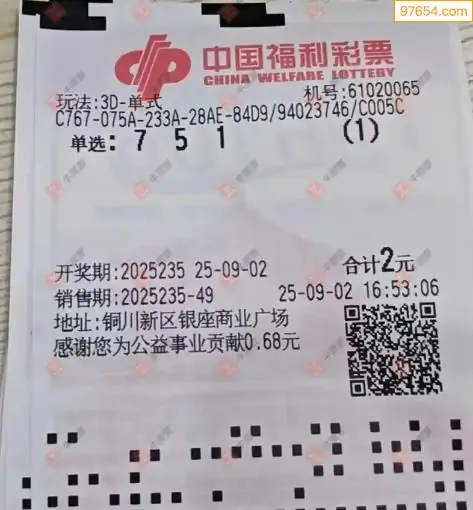 97654.com
中国福利彩票
CHINA WELFARE LOTTERY
玩法:3D-单式 机号:61020065
C767-075A-233A-28AE-84D9/94023746/C005C
单选: 7 5 1 (1)
开奖期:2025235 25-09-02 合计2元
销售期:2025235-49 25-09-02 16:53:06
地址:铜川新区银座商业广场
感谢您为公益事业贡献0.68元